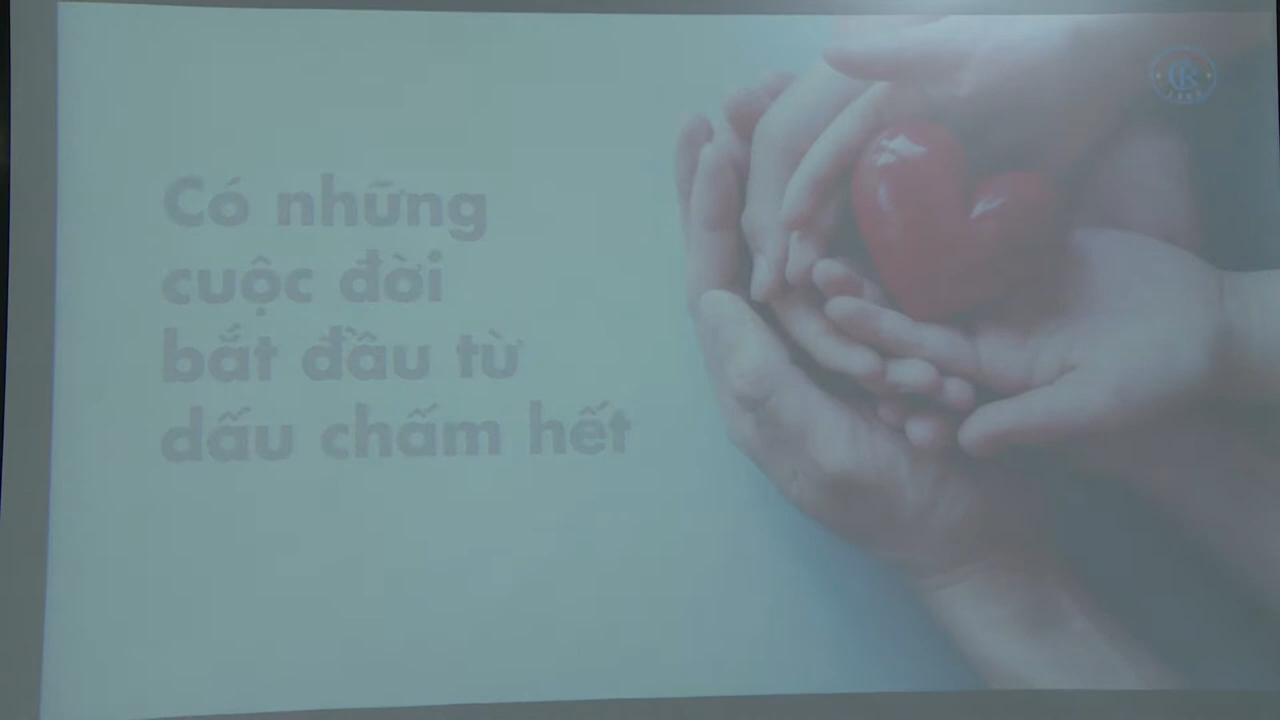 Có những
cuộc đời
bắt đầu từ
dấu chấm hết